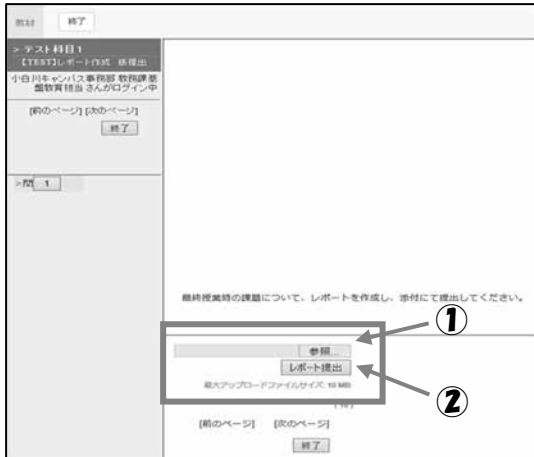 教材 終了
> テスト科目1
【TEST】レポート作成 括提出
小白川キャンパス事務部 教務課基
盤教育担当 さんがログイン中
[前のページ] [次のページ]
終了
>問 1
最終授業時の課題について、レポートを作成し、添付にて提出してください。
①
参照...
レポート提出
②
最大アップロードファイルサイズ: 10 MB
[前のページ] [次のページ]
終了